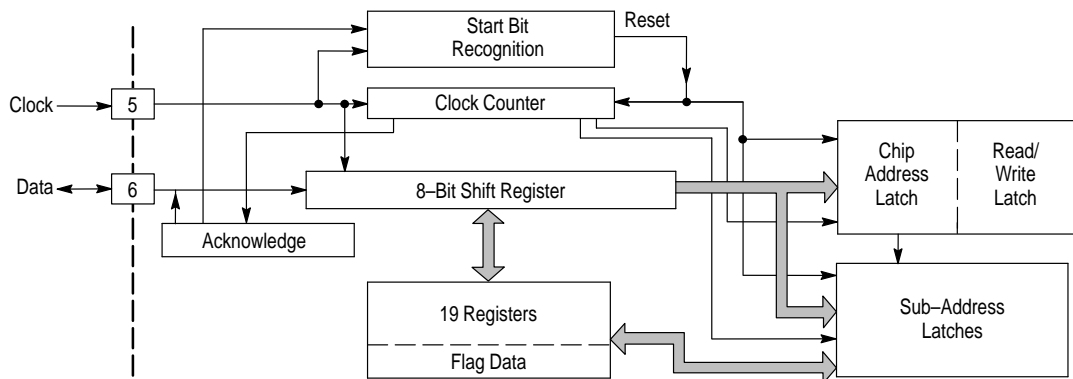 Start Bit
Recognition
Reset
Clock
5
Clock Counter
Chip
Address
Latch
Read/
Write
Latch
Data
6
8–Bit Shift Register
Acknowledge
19 Registers
Flag Data
Sub–Address
Latches